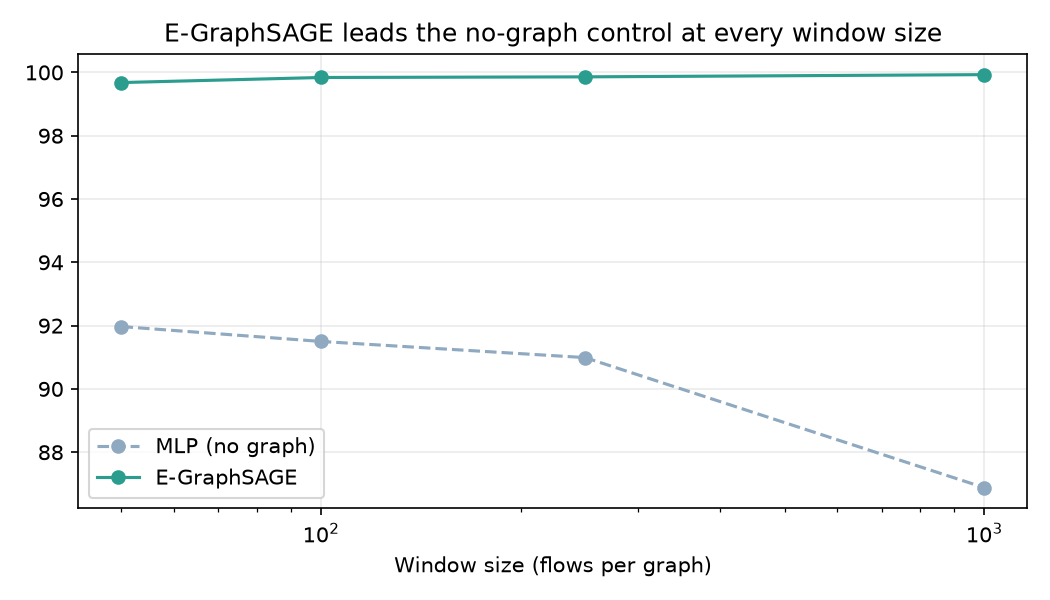 E-GraphSAGE leads the no-graph control at every window size
100
98
96
94
92
90
88
MLP (no graph)
E-GraphSAGE
10²
10³
Window size (flows per graph)